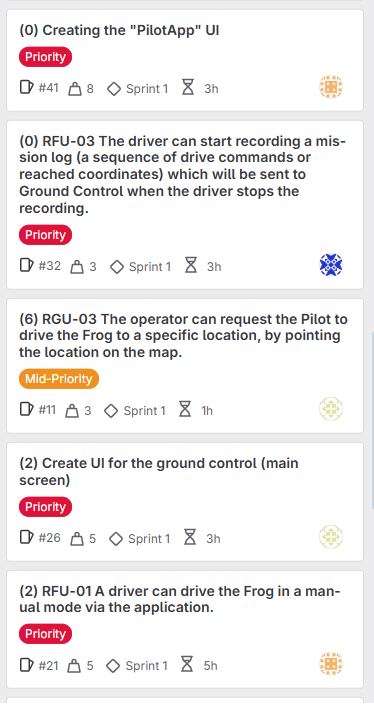 (0) Creating the "PilotApp" UI
Priority
#41 8 Sprint 1 3h
(0) RFU-03 The driver can start recording a mis-
sion log (a sequence of drive commands or
reached coordinates) which will be sent to
Ground Control when the driver stops the
recording.
Priority
#32 3 Sprint 1 3h
(6) RGU-03 The operator can request the Pilot to
drive the Frog to a specific location, by pointing
the location on the map.
Mid-Priority
#11 3 Sprint 1 1h
(2) Create UI for the ground control (main
screen)
Priority
#26 5 Sprint 1 3h
(2) RFU-01 A driver can drive the Frog in a man-
ual mode via the application.
Priority
#21 5 Sprint 1 5h